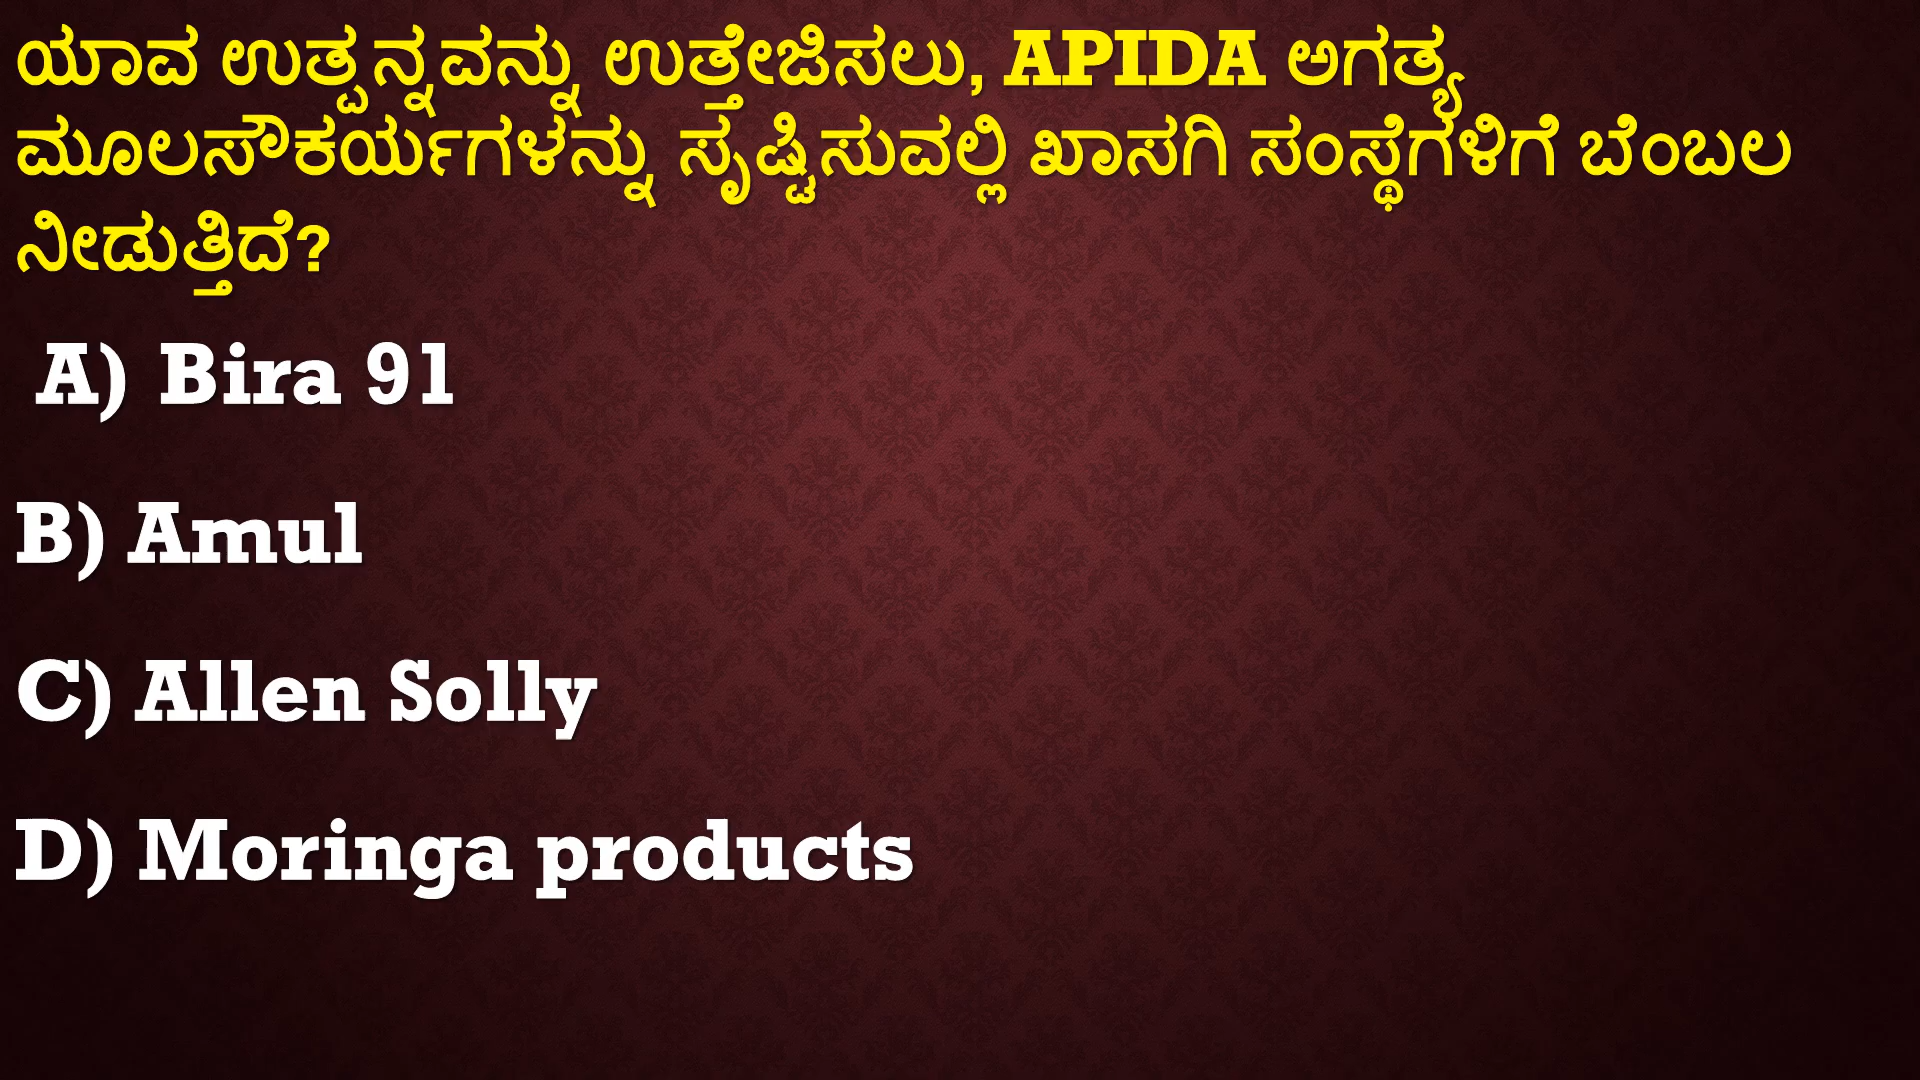 ಯಾವ ಉತ್ಪನ್ನವನ್ನು ಉತ್ತೇಜಿಸಲು, APIDA ಅಗತ್ಯ
ಮೂಲಸೌಕರ್ಯಗಳನ್ನು ಸೃಷ್ಟಿಸುವಲ್ಲಿ ಖಾಸಗಿ ಸಂಸ್ಥೆಗಳಿಗೆ ಬೆಂಬಲ
ನೀಡುತ್ತಿದೆ?
A) Bira 91
B) Amul
C) Allen Solly
D) Moringa products